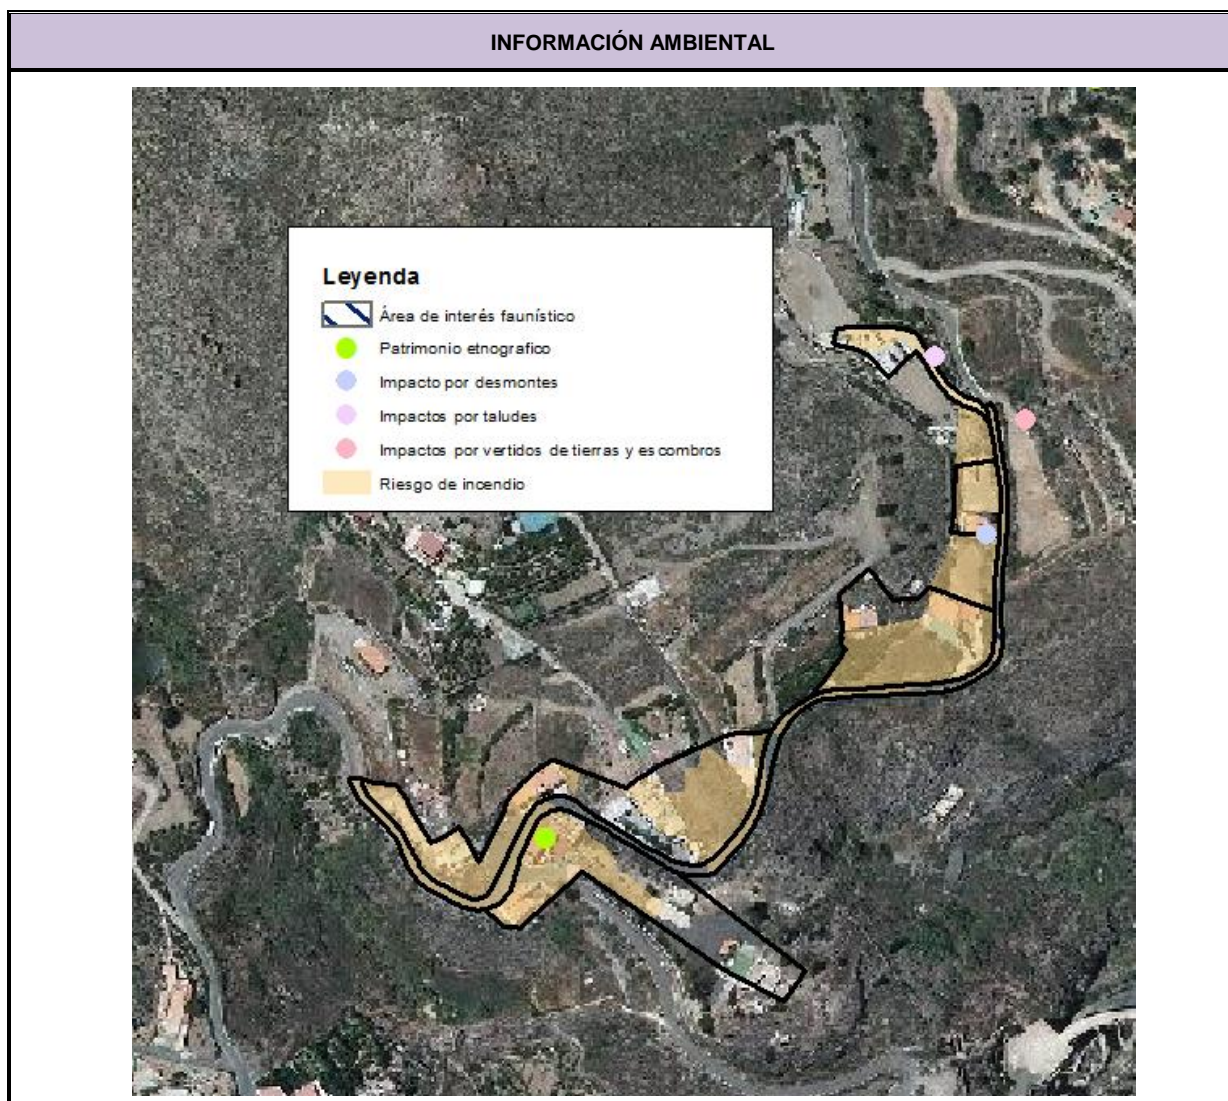 INFORMACIÓN AMBIENTAL
Leyenda
Área de interés faunístico
Patrimonio etnografico
Impacto por desmontes
Impactos por taludes
Impactos por vertidos de tierras y escombros
Riesgo de incendio